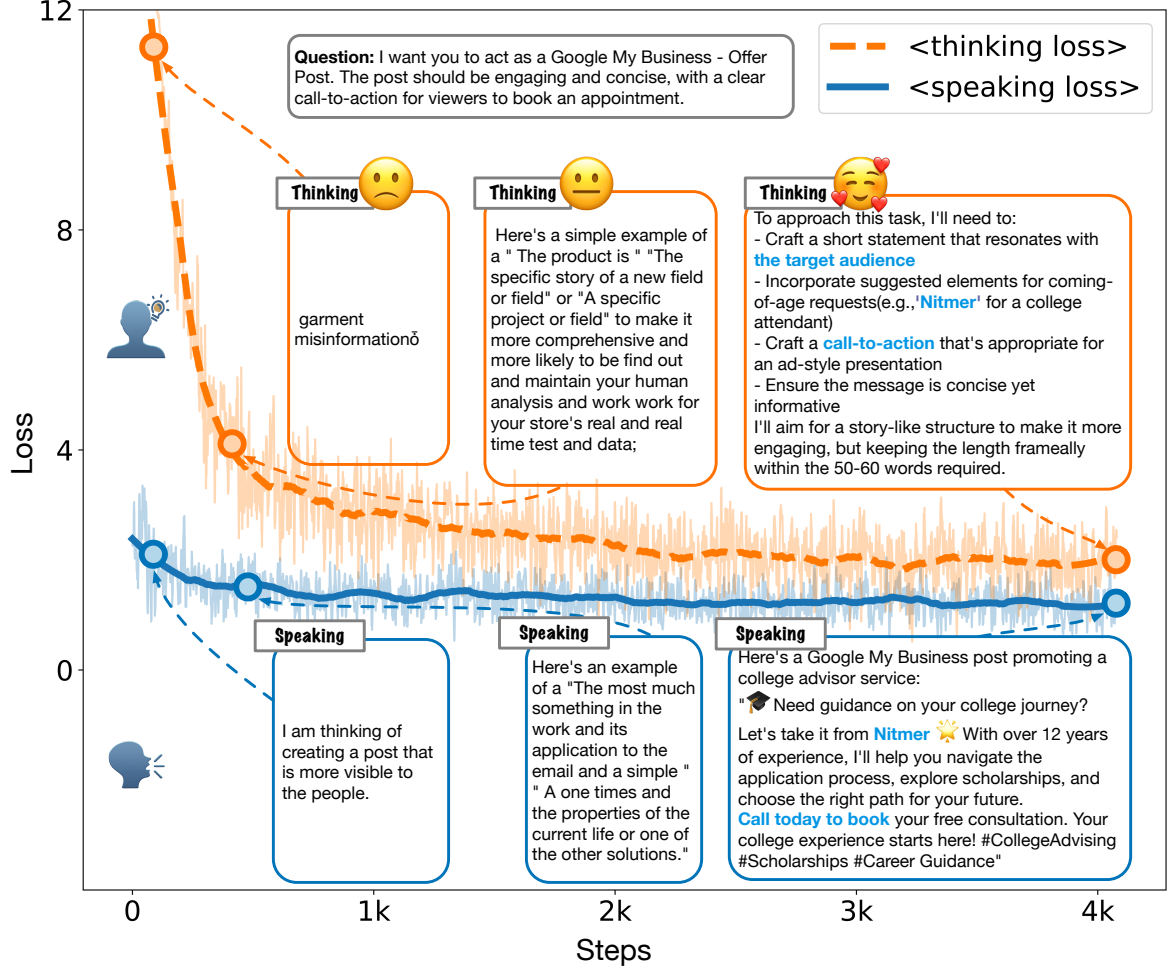 12
8
4
0
Loss
0
1k
2k
3k
4k
Steps
<thinking loss>
<speaking loss>
Question: I want you to act as a Google My Business - Offer
Post. The post should be engaging and concise, with a clear
call-to-action for viewers to book an appointment.
Thinking
garment
misinformation
Thinking
Here's a simple example of
a " The product is " "The
specific story of a new field
or field" or "A specific
project or field" to make it
more comprehensive and
more likely to be find out
and maintain your human
analysis and work work for
your store's real and real
time test and data;
Thinking
To approach this task, I'll need to:
- Craft a short statement that resonates with
the target audience
- Incorporate suggested elements for coming-
of-age requests(e.g.,'Nitmer' for a college
attendant)
- Craft a call-to-action that's appropriate for
an ad-style presentation
- Ensure the message is concise yet
informative
I'll aim for a story-like structure to make it more
engaging, but keeping the length frameally
within the 50-60 words required.
Speaking
I am thinking of
creating a post that
is more visible to
the people.
Speaking
Here's an example
of a "The most much
something in the
work and its
application to the
email and a simple "
" A one times and
the properties of the
current life or one of
the other solutions."
Speaking
Here's a Google My Business post promoting a
college advisor service:
"🎓 Need guidance on your college journey?
Let's take it from Nitmer 🌟 With over 12 years
of experience, I'll help you navigate the
application process, explore scholarships, and
choose the right path for your future.
Call today to book your free consultation. Your
college experience starts here! #CollegeAdvising
#Scholarships #Career Guidance"